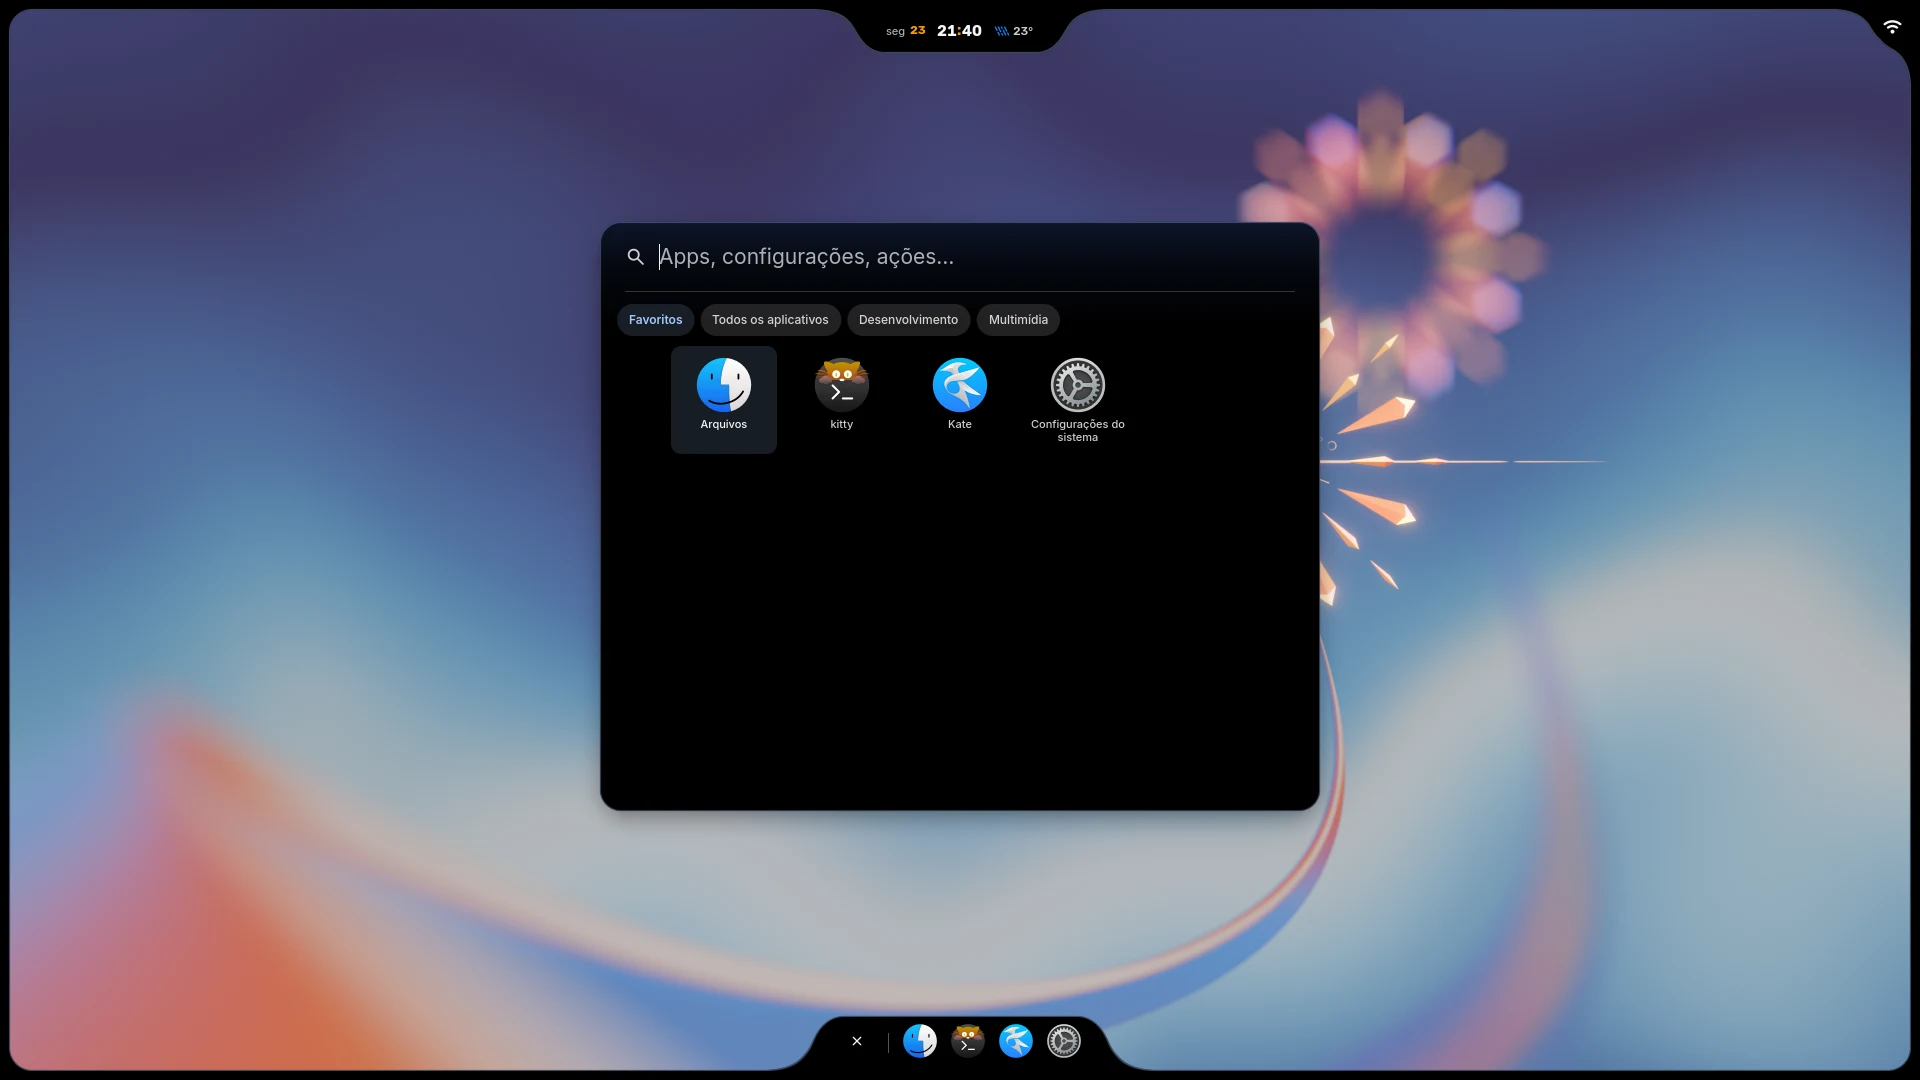 seg 23 21:40 23°
Apps, configurações, ações...
Favoritos Todos os aplicativos Desenvolvimento Multimídia
Arquivos kitty Kate Configurações do
sistema